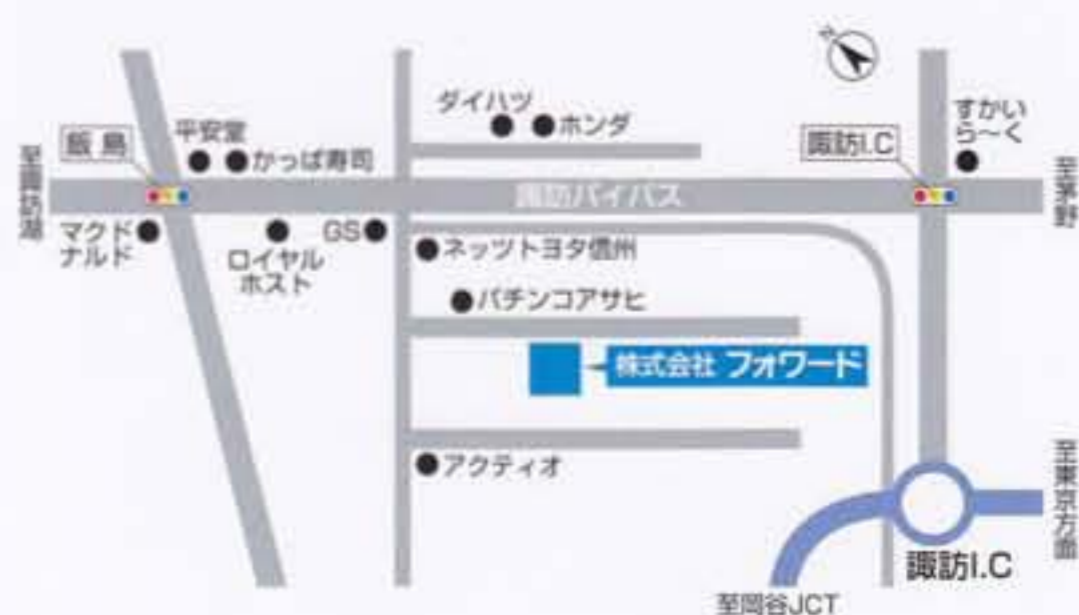 N
すかい
ら～く
ダイハツ
ホンダ
飯島
平安堂
かっぱ寿司
諏訪I.C
至諏訪湖
諏訪バイパス
至茅野
マクド
ナルド
ロイヤル
ホスト
GS
ネッツトヨタ信州
パチンコアサヒ
株式会社 フォワード
アクティオ
至東京方面
諏訪I.C
至岡谷JCT